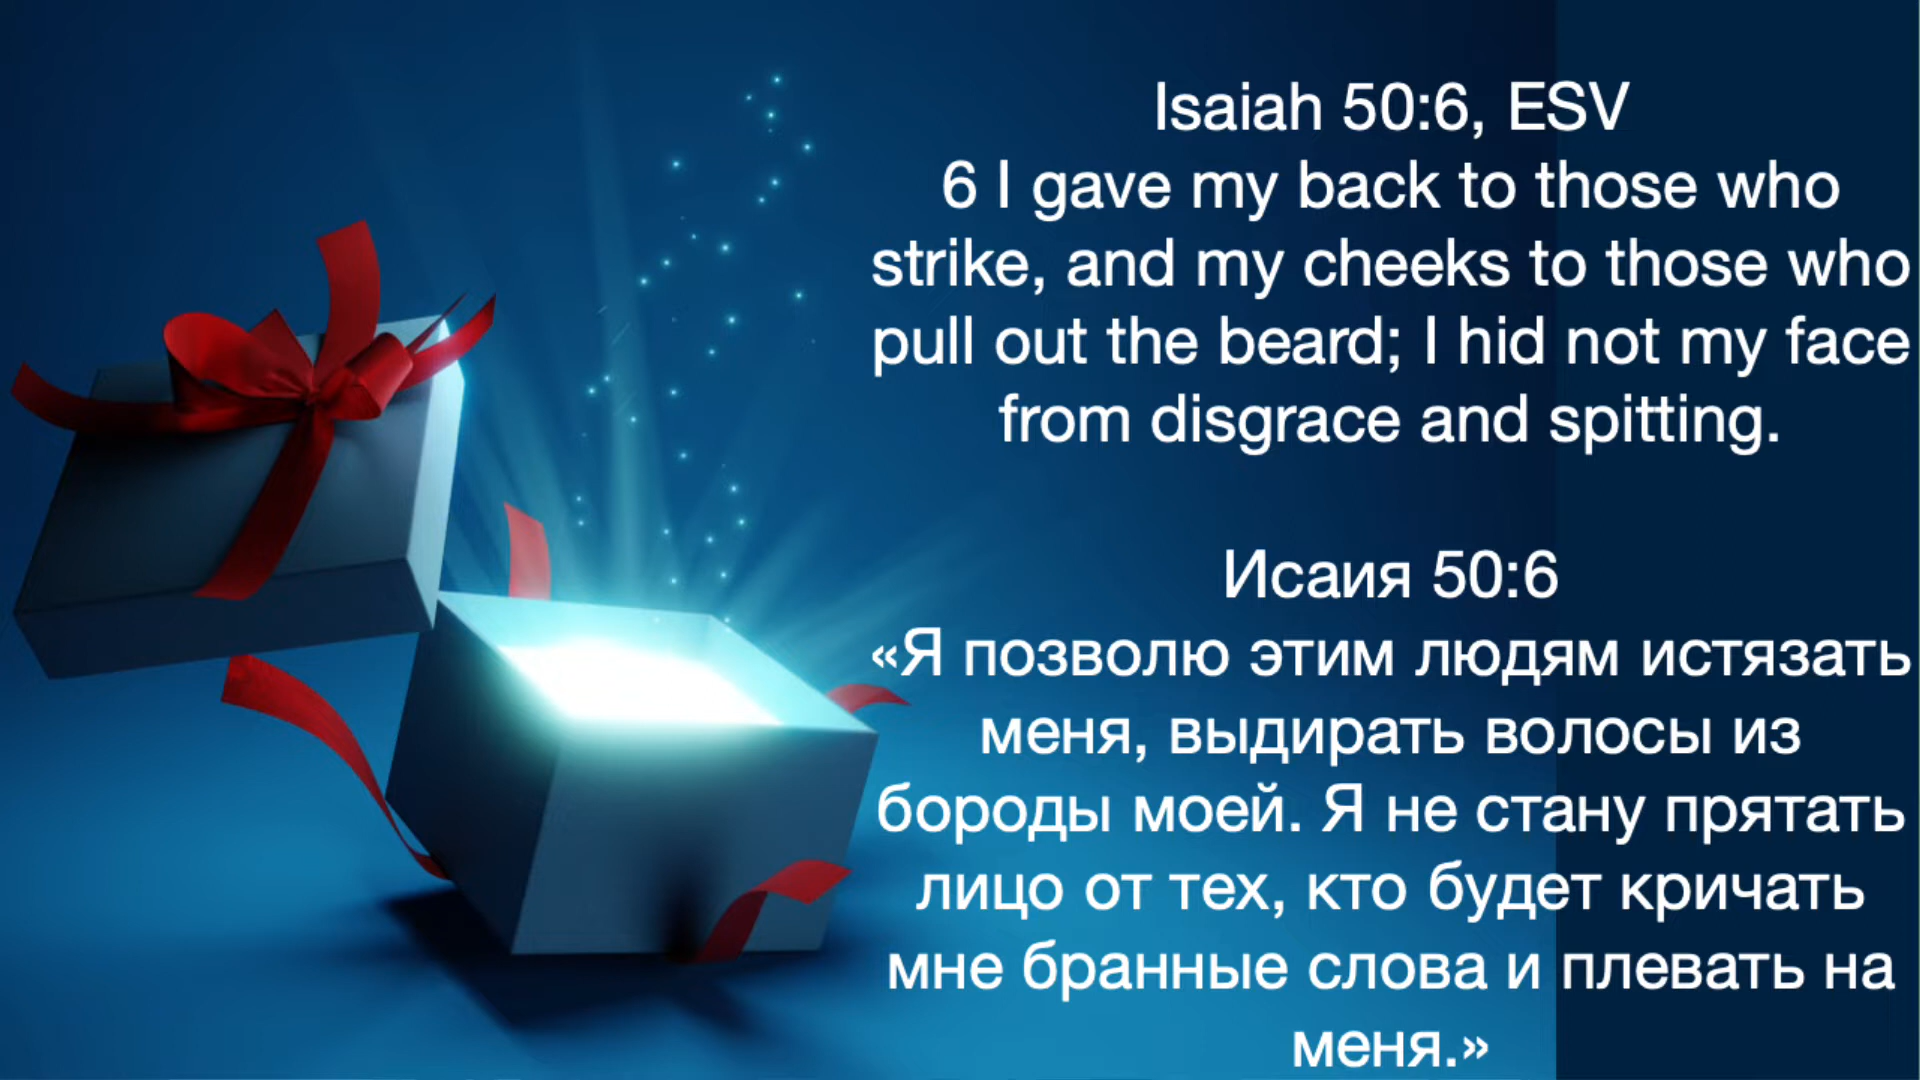 Isaiah 50:6, ESV
6 I gave my back to those who
strike, and my cheeks to those who
pull out the beard; I hid not my face
from disgrace and spitting.
Исаия 50:6
«Я позволю этим людям истязать
меня, выдирать волосы из
бороды моей. Я не стану прятать
лицо от тех, кто будет кричать
мне бранные слова и плевать на
меня.»